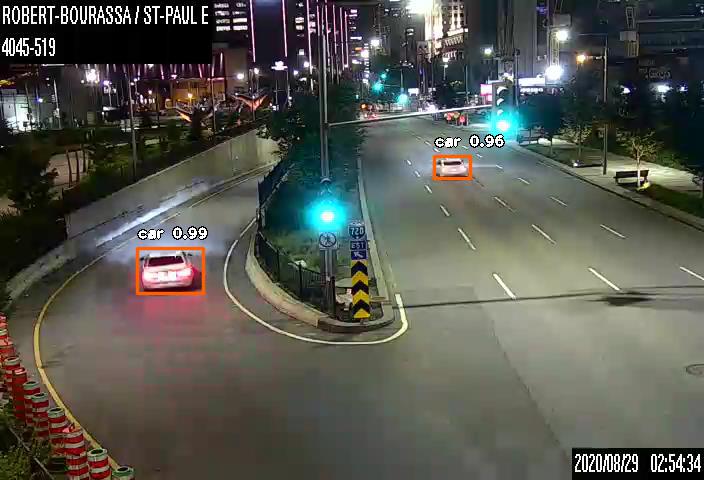 ROBERT-BOURASSA / ST-PAUL E
4045-519
car 0.96
car 0.99
720
EST
2020/08/29 02:54:34